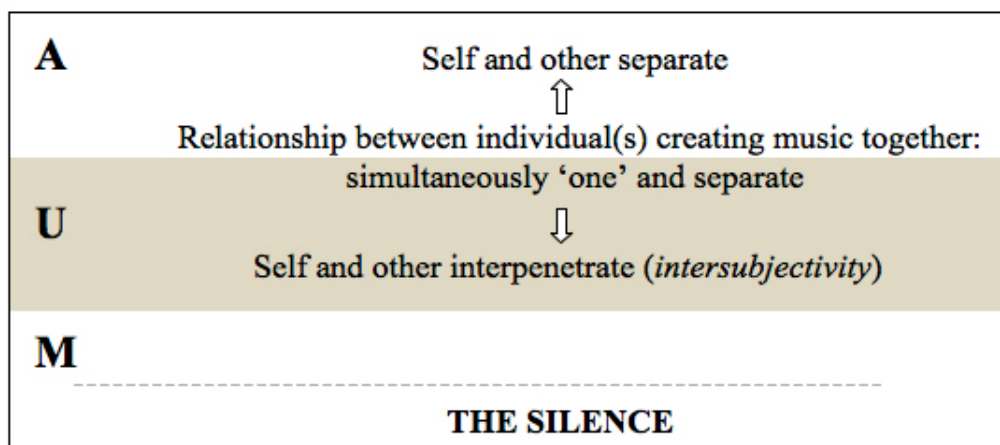 A
Self and other separate
Relationship between individual(s) creating music together:
simultaneously ‘one’ and separate
U
Self and other interpenetrate (intersubjectivity)
M
THE SILENCE